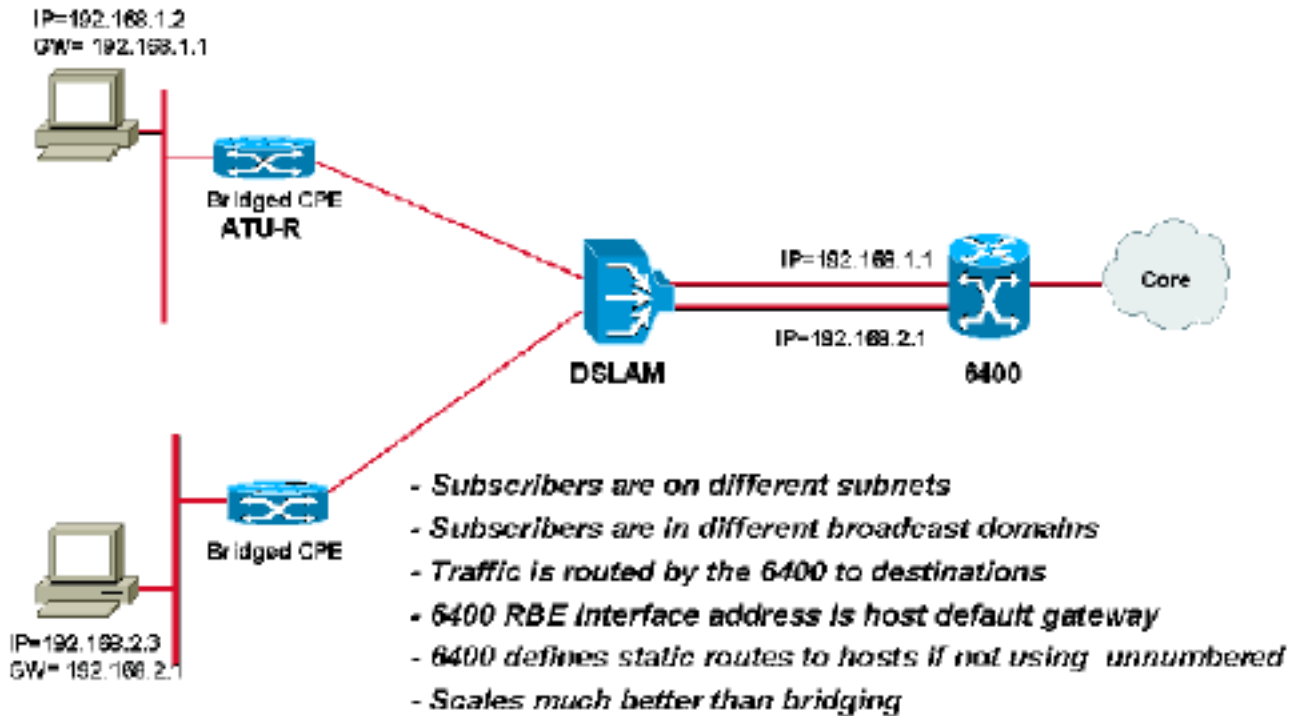 IP=192.168.1.2
GW= 192.168.1.1
Bridged CPE
ATU-R
IP=192.168.1.1
Core
IP=192.168.2.1
DSLAM
6400
Bridged CPE
IP=192.168.2.3
GW= 192.168.2.1
- Subscribers are on different subnets
- Subscribers are in different broadcast domains
- Traffic is routed by the 6400 to destinations
- 6400 RBE Interface address is host default gateway
- 6400 defines static routes to hosts if not using unnumbered
- Scales much better than bridging